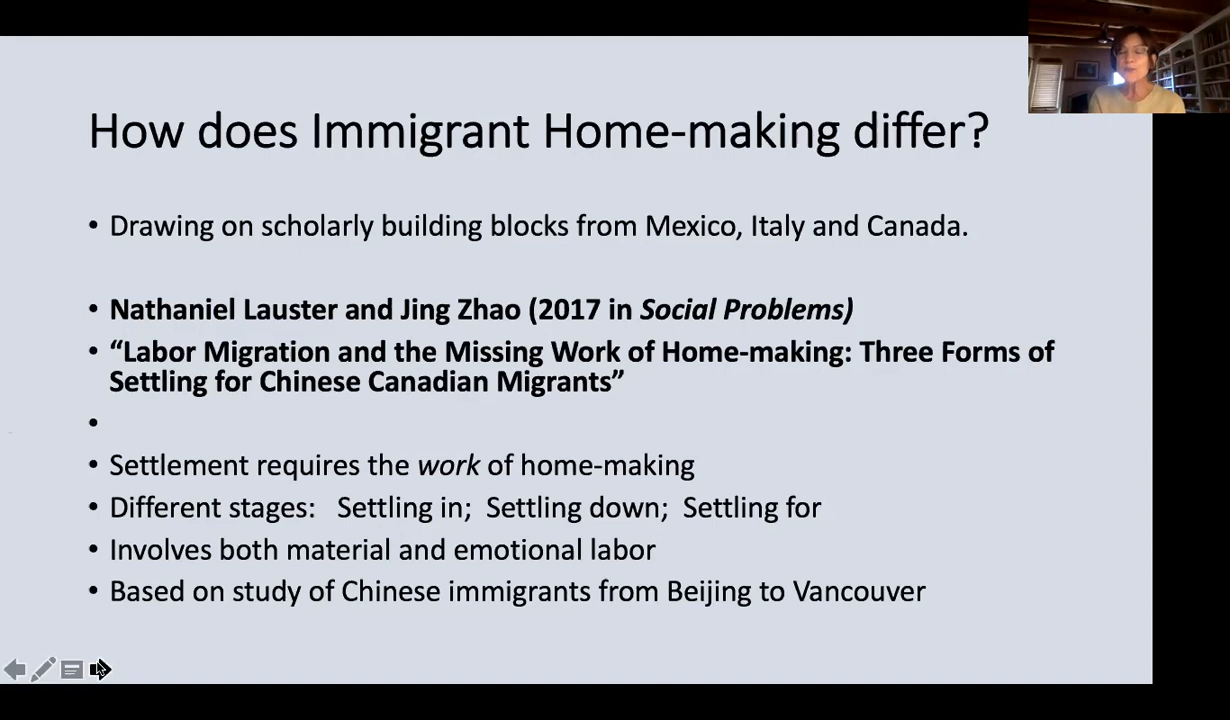 How does Immigrant Home-making differ?
• Drawing on scholarly building blocks from Mexico, Italy and Canada.
• Nathaniel Lauster and Jing Zhao (2017 in Social Problems)
• “Labor Migration and the Missing Work of Home-making: Three Forms of
Settling for Chinese Canadian Migrants”
•
• Settlement requires the work of home-making
• Different stages: Settling in; Settling down; Settling for
• Involves both material and emotional labor
• Based on study of Chinese immigrants from Beijing to Vancouver